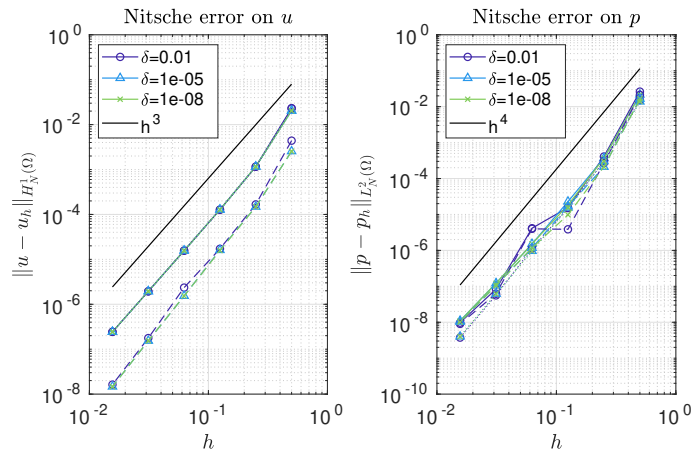 Nitsche error on u
10^0
10^-2
10^-4
10^-6
10^-8
10^-2
10^-1
10^0
h
‖u − u_h‖_{H^1_N(Ω)}
δ=0.01
δ=1e-05
δ=1e-08
h^3
Nitsche error on p
10^0
10^-2
10^-4
10^-6
10^-8
10^-10
10^-2
10^-1
10^0
h
‖p − p_h‖_{L^2_N(Ω)}
δ=0.01
δ=1e-05
δ=1e-08
h^4